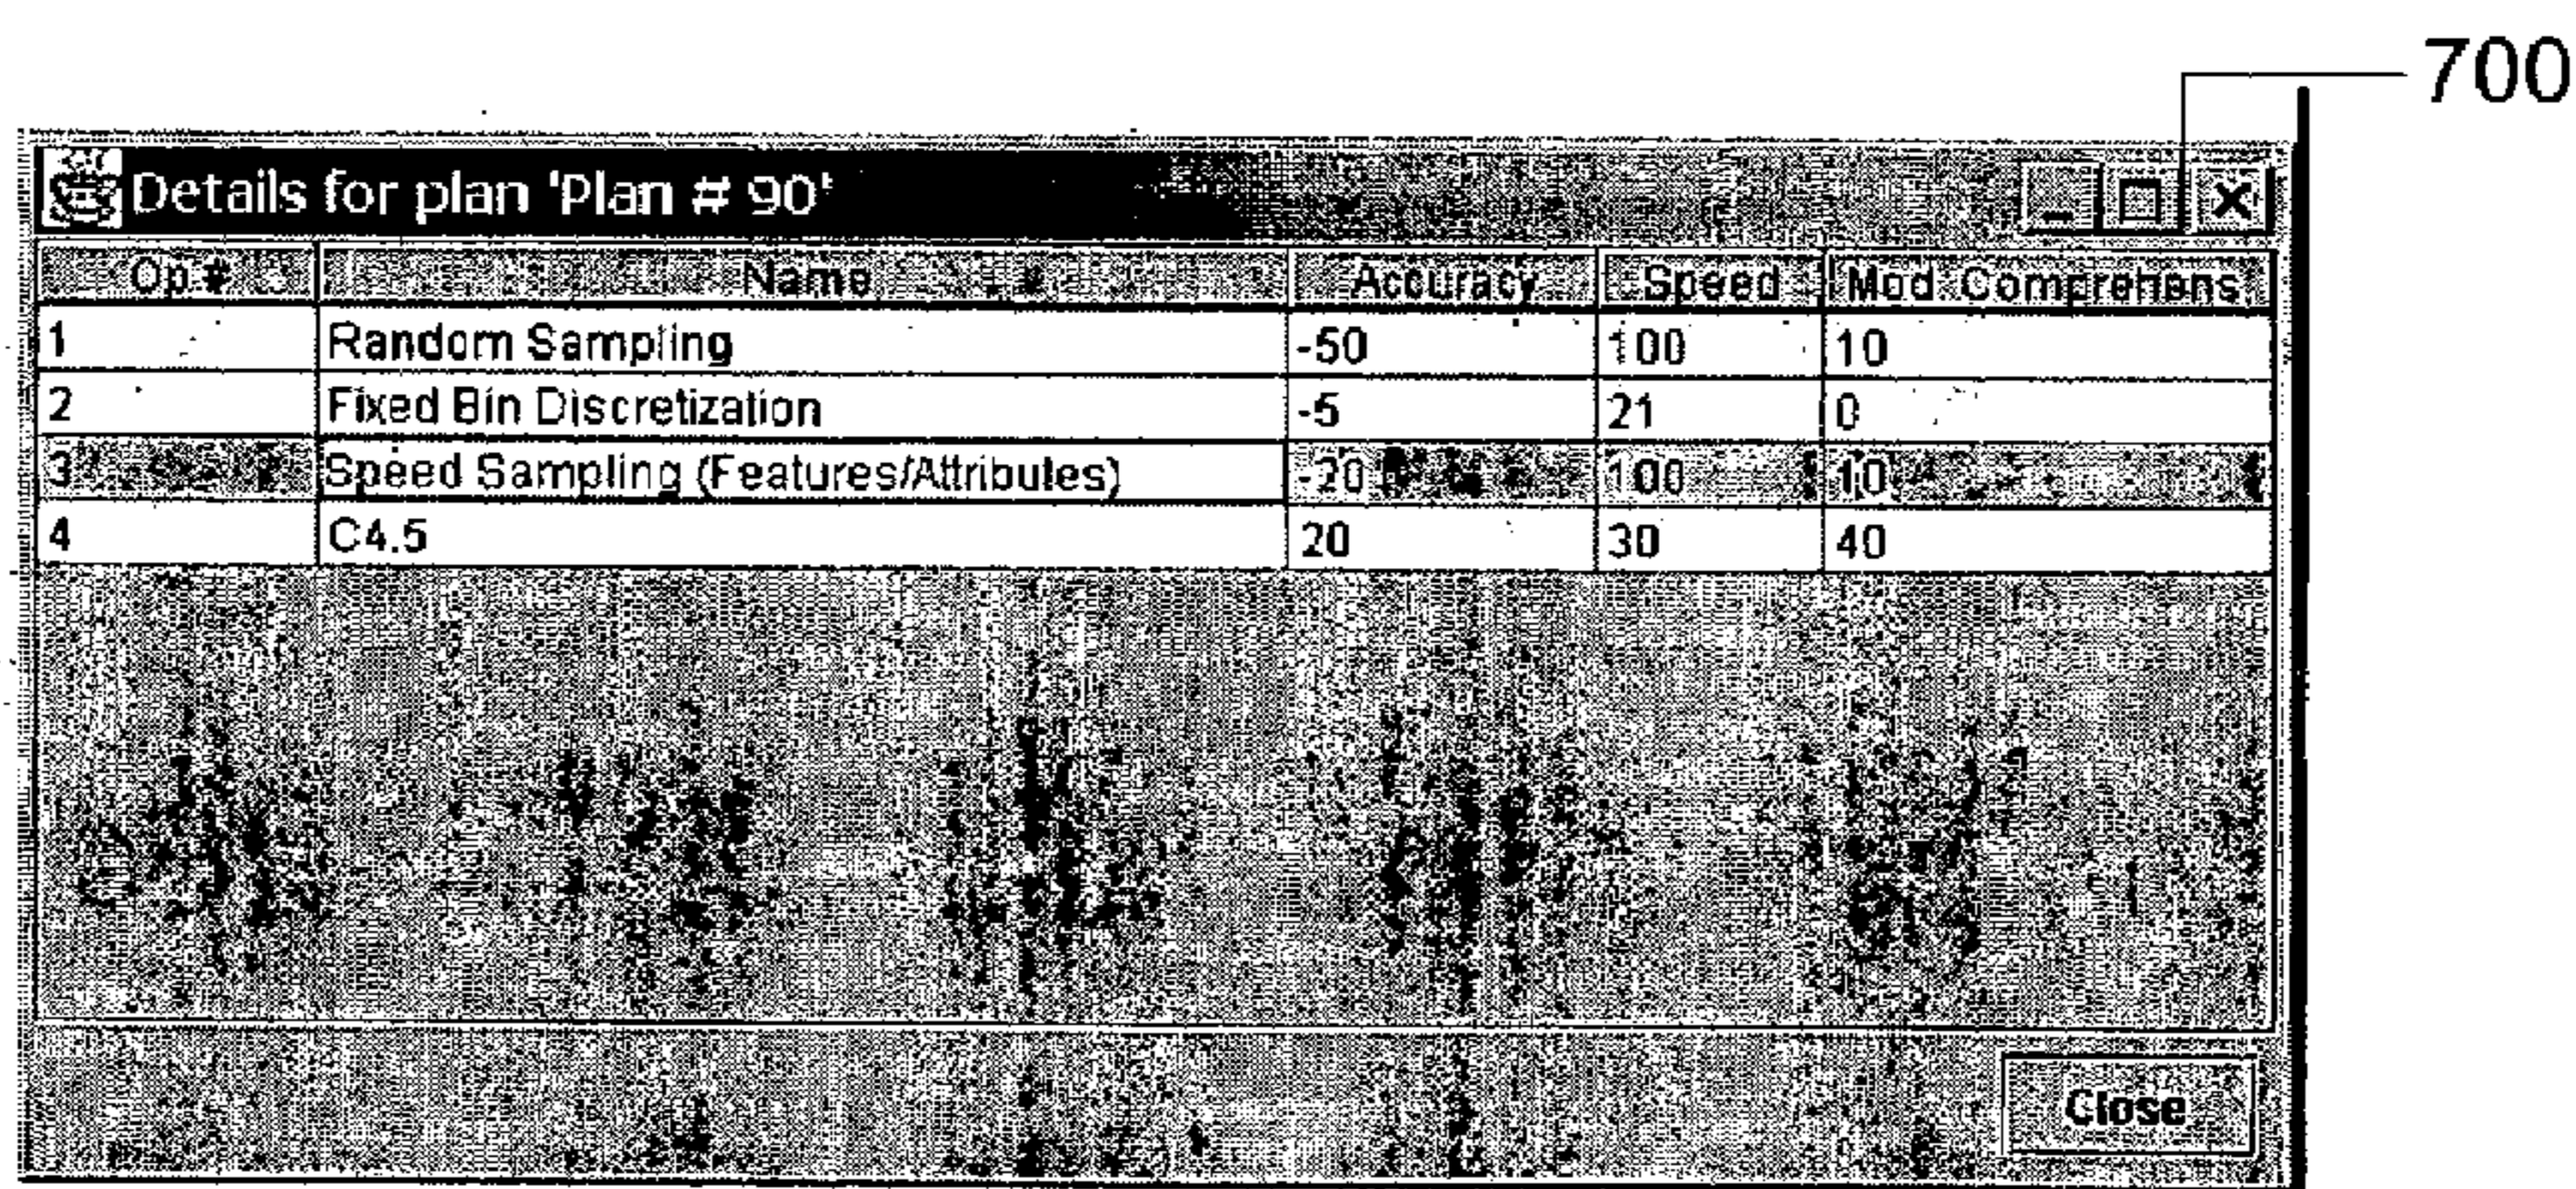 700
Details for plan 'Plan # 90'
Op # Name Accuracy Speed Mod. Comprehens
1 Random Sampling -50 100 10
2 Fixed Bin Discretization -5 21 0
3 Speed Sampling (Features/Attributes) -20 100 10
4 C4.5 20 30 40
Close